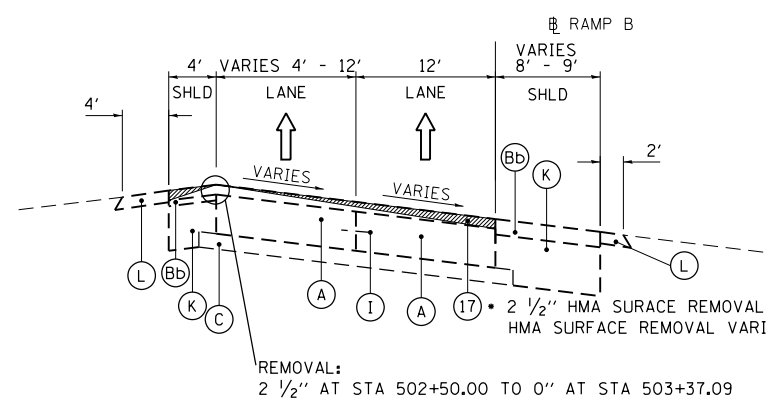 ℄ RAMP B
VARIES
4' VARIES 4' - 12' 12' 8' - 9'
SHLD LANE LANE SHLD
4'
2'
VARIES
VARIES
Bb
K
L
Bb
K
C
A
I
A
17
L
* 2 1/2" HMA SURACE REMOVAL
HMA SURFACE REMOVAL VARI
REMOVAL:
2 1/2" AT STA 502+50.00 TO 0" AT STA 503+37.09